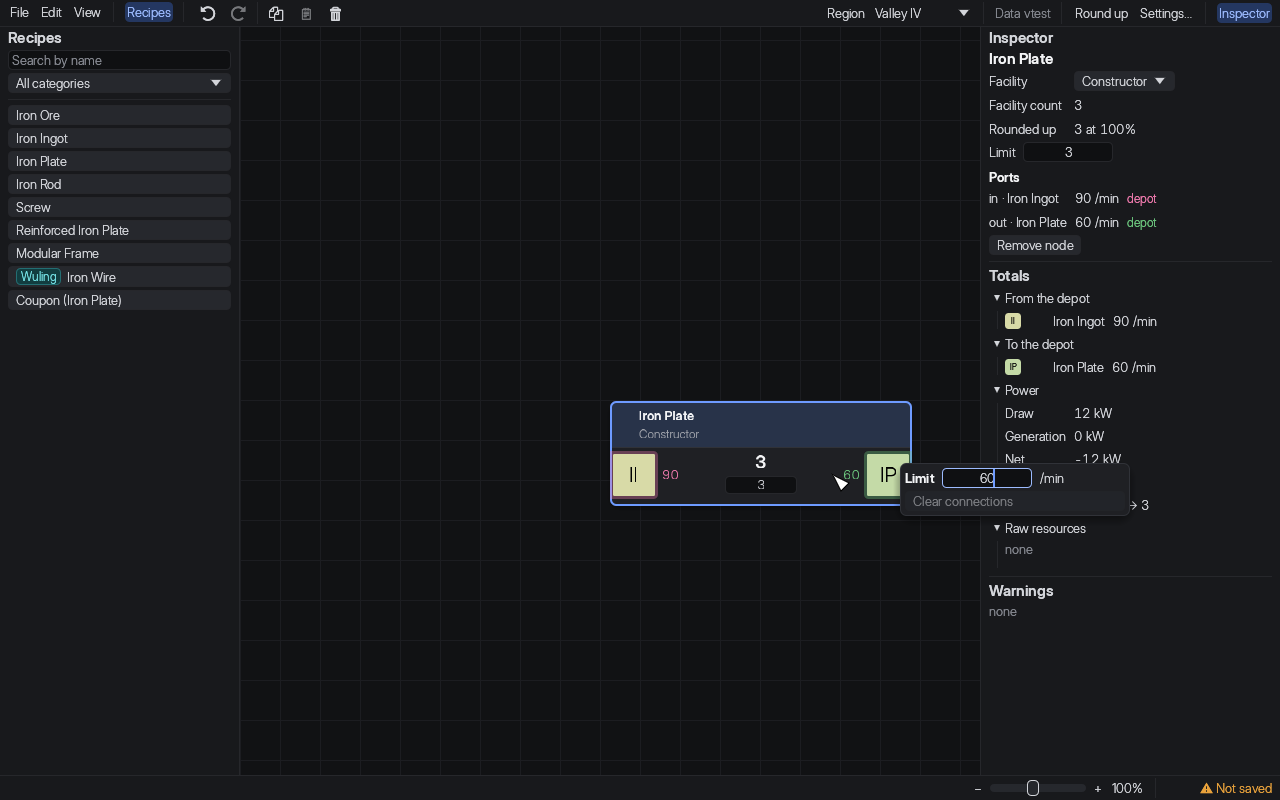 File Edit View Recipes Region Valley IV Data vtest Round up Settings... Inspector
Recipes
Search by name
All categories
Iron Ore
Iron Ingot
Iron Plate
Iron Rod
Screw
Reinforced Iron Plate
Modular Frame
Wuling Iron Wire
Coupon (Iron Plate)
Iron Plate
Constructor
II 90 3 60 IP
3
Limit 60 /min
Clear connections
Inspector
Iron Plate
Facility Constructor
Facility count 3
Rounded up 3 at 100%
Limit 3
Ports
in · Iron Ingot 90 /min depot
out · Iron Plate 60 /min depot
Remove node
Totals
From the depot
II Iron Ingot 90 /min
To the depot
IP Iron Plate 60 /min
Power
Draw 12 kW
Generation 0 kW
Net -12 kW
→ 3
Raw resources
none
Warnings
none
− + 100% Not saved